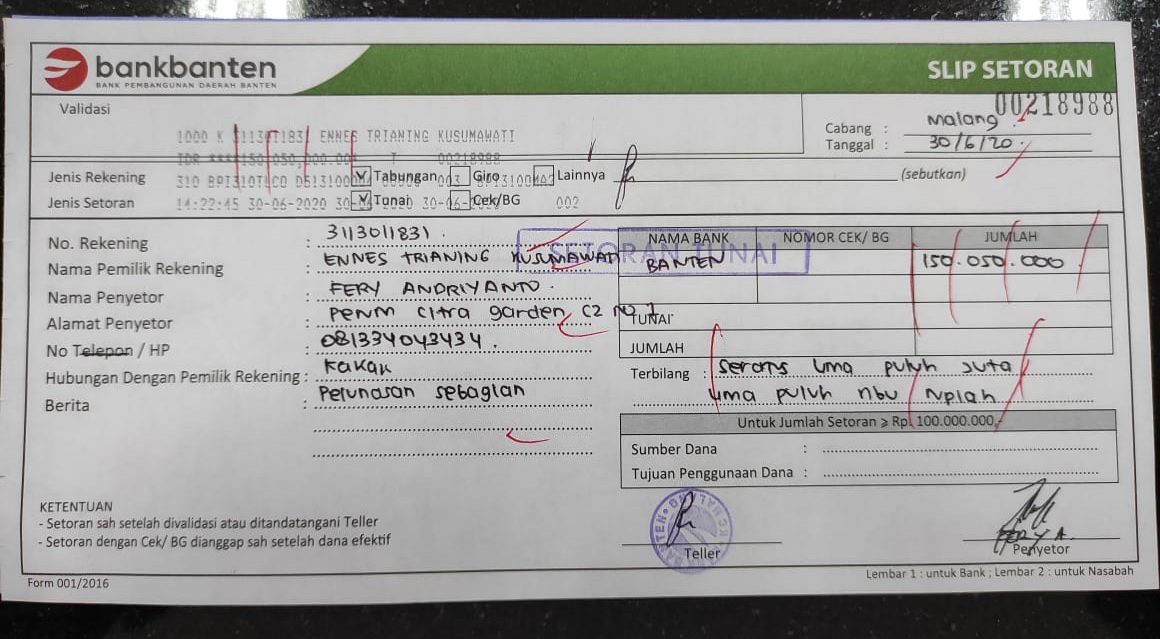 bankbanten
BANK PEMBANGUNAN DAERAH BANTEN
SLIP SETORAN
00218988
Validasi
Cabang : Malang
Tanggal : 30/6/20
1000 K 3113011831 ENNES TRIANING KUSUMAWATI
IDR ****150,050,000.00 00218988
Jenis Rekening Tabungan Giro Lainnya (sebutkan)
Jenis Setoran Tunai Cek/BG
14:22:45 30-06-2020 30-06-2020 002
SETORAN TUNAI
No. Rekening : 3113011831
Nama Pemilik Rekening : ENNES TRIANING KUSUMAWATI
Nama Penyetor : FERY ANDRIYANTO
Alamat Penyetor : Perum citra garden C2 no 7
No Telepon / HP : 081334043434
Hubungan Dengan Pemilik Rekening : Kakak
Berita : Pelunasan sebagian
NAMA BANK NOMOR CEK/ BG JUMLAH
BANTEN 150.050.000
TUNAI
JUMLAH
Terbilang : seratus lima puluh juta
lima puluh ribu rupiah
Untuk Jumlah Setoran ≥ Rp. 100.000.000,-
Sumber Dana :
Tujuan Penggunaan Dana :
KETENTUAN
- Setoran sah setelah divalidasi atau ditandatangani Teller
- Setoran dengan Cek/ BG dianggap sah setelah dana efektif
Teller
FERY A.
Penyetor
Form 001/2016
Lembar 1 : untuk Bank ; Lembar 2 : untuk Nasabah